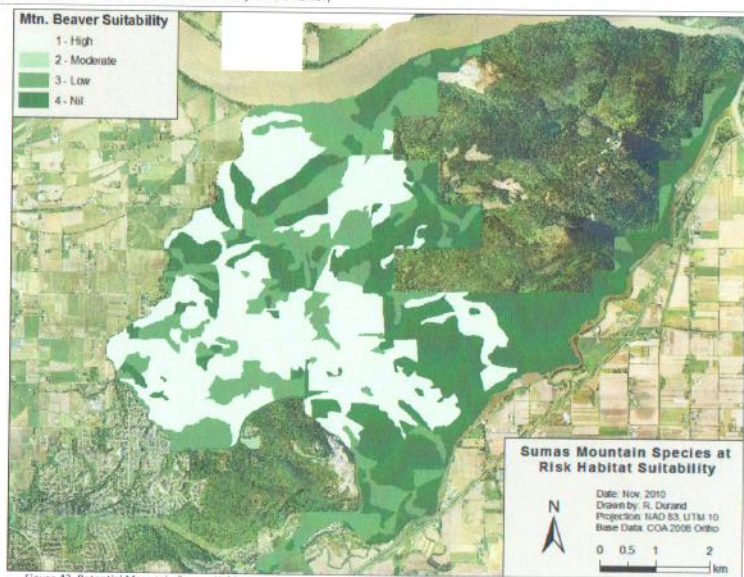 Mtn. Beaver Suitability
1 - High
2 - Moderate
3 - Low
4 - Nil
Sumas Mountain Species at
Risk Habitat Suitability
N
Date: Nov, 2010
Drawn by: R. Durand
Projection: NAD 83, UTM 10
Base Data: COA 2006 Ortho
0 0.5 1 2
km